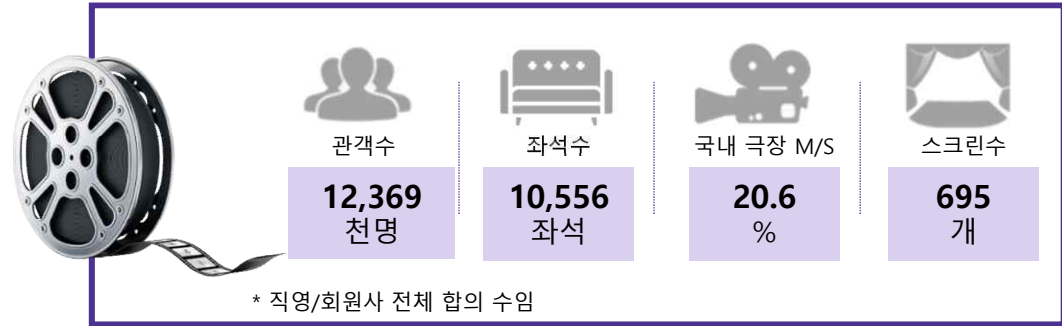 관객수
12,369
천명
좌석수
10,556
좌석
국내 극장 M/S
20.6
%
스크린수
695
개
* 직영/회원사 전체 합의 수임